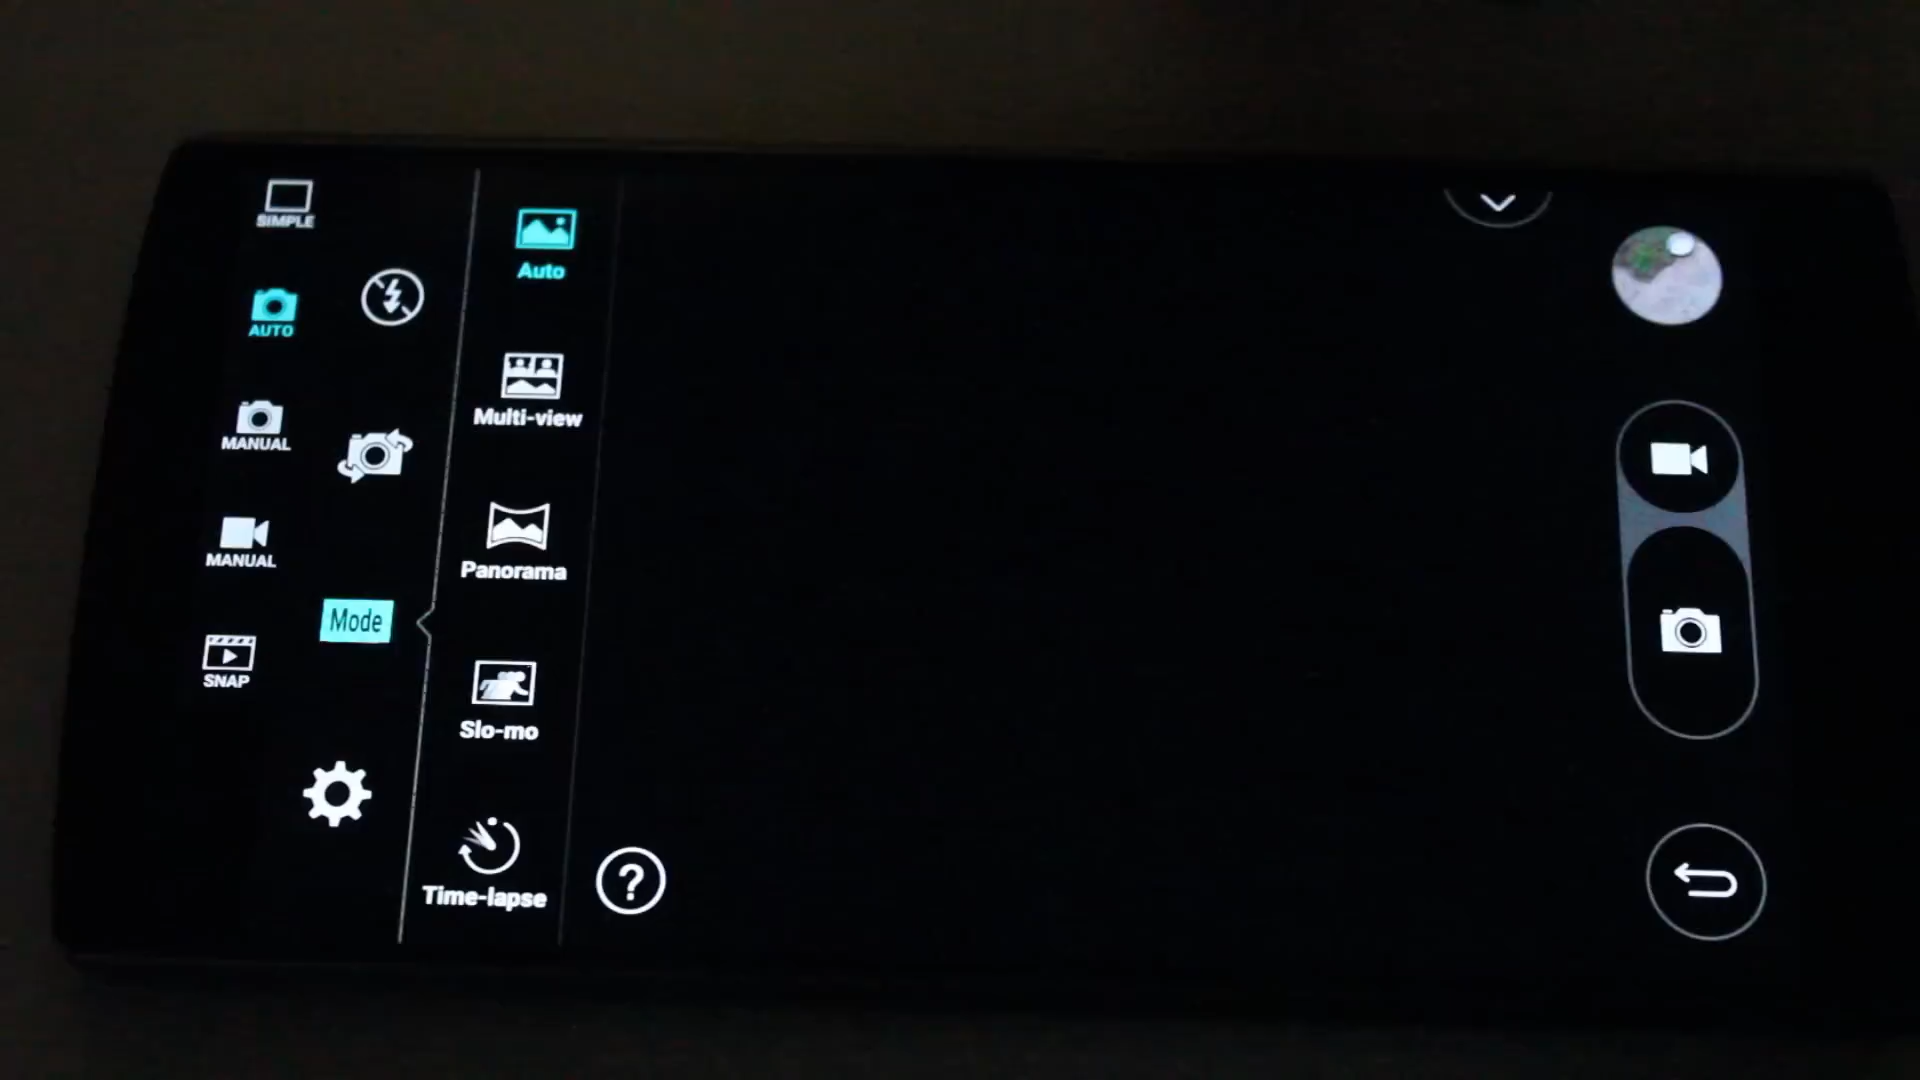 SIMPLE
AUTO
MANUAL
MANUAL
SNAP
Mode
Auto
Multi-view
Panorama
Slo-mo
Time-lapse
?